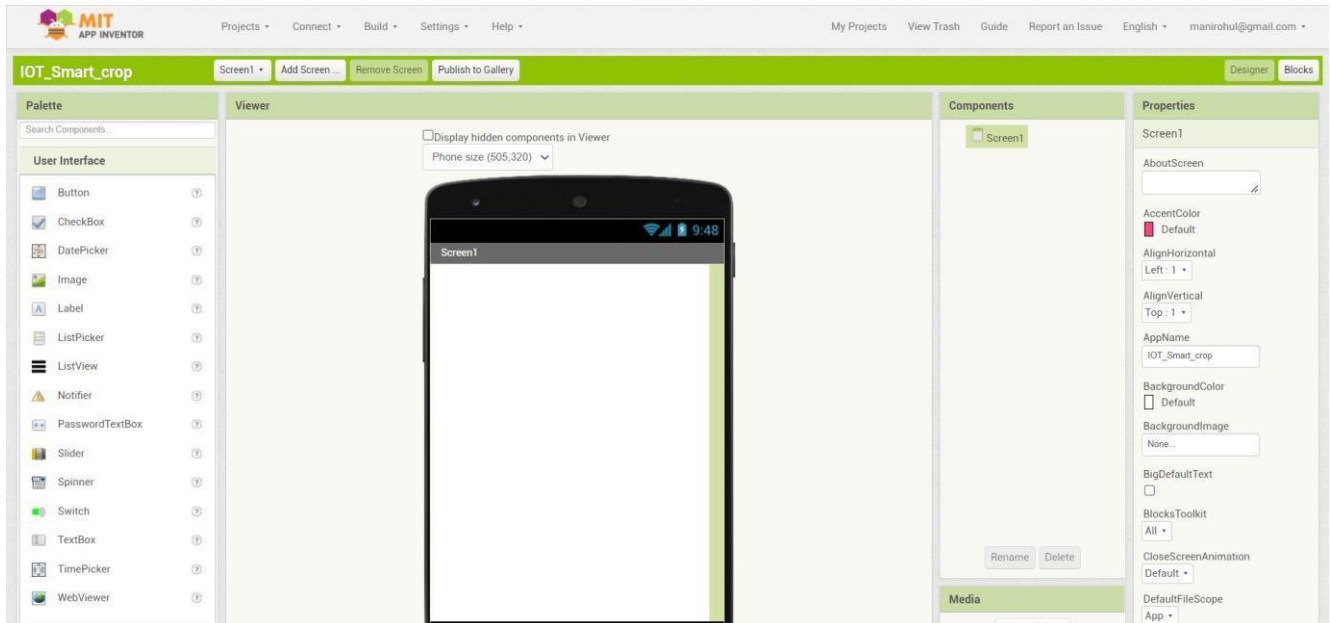 MIT
APP INVENTOR
Projects Connect Build Settings Help My Projects View Trash Guide Report an Issue English manirohul@gmail.com
IOT_Smart_crop Screen1 Add Screen ... Remove Screen Publish to Gallery Designer Blocks
Palette
Search Components...
User Interface
Button
CheckBox
DatePicker
Image
Label
ListPicker
ListView
Notifier
PasswordTextBox
Slider
Spinner
Switch
TextBox
TimePicker
WebViewer
Viewer
Display hidden components in Viewer
Phone size (505,320)
9:48
Screen1
Components
Screen1
Rename Delete
Media
Properties
Screen1
AboutScreen
AccentColor
Default
AlignHorizontal
Left : 1
AlignVertical
Top : 1
AppName
IOT_Smart_crop
BackgroundColor
Default
BackgroundImage
None...
BigDefaultText
BlocksToolkit
All
CloseScreenAnimation
Default
DefaultFileScope
App